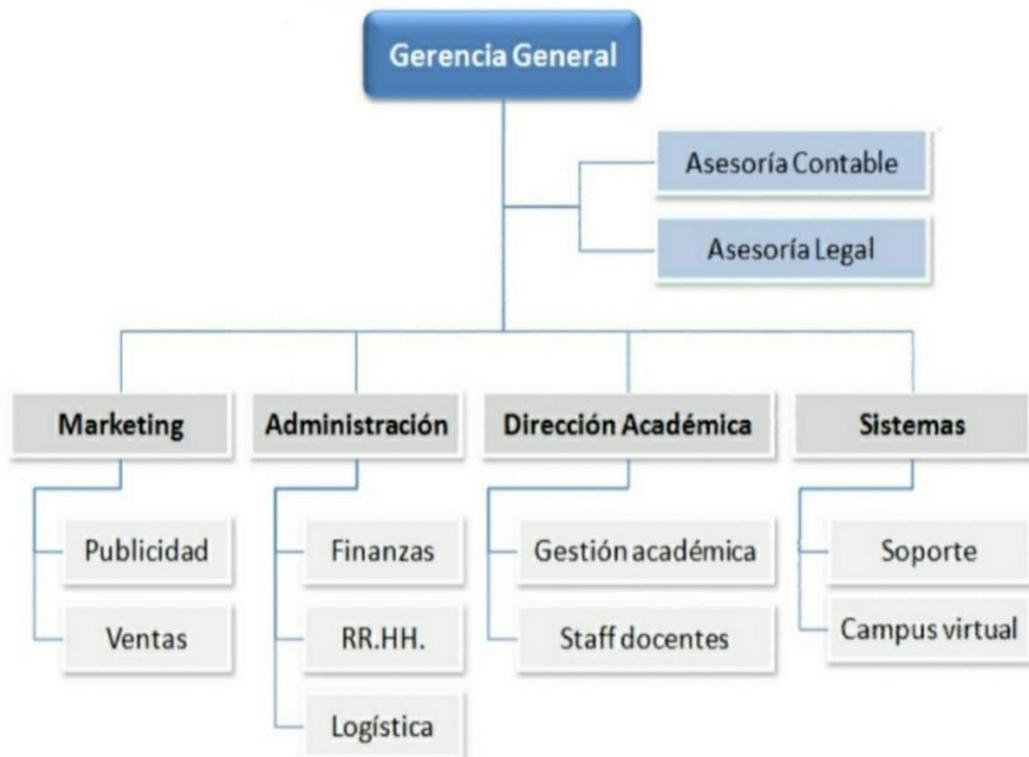 Gerencia General
Asesoría Contable
Asesoría Legal
Marketing
Administración
Dirección Académica
Sistemas
Publicidad
Ventas
Finanzas
RR.HH.
Logística
Gestión académica
Staff docentes
Soporte
Campus virtual